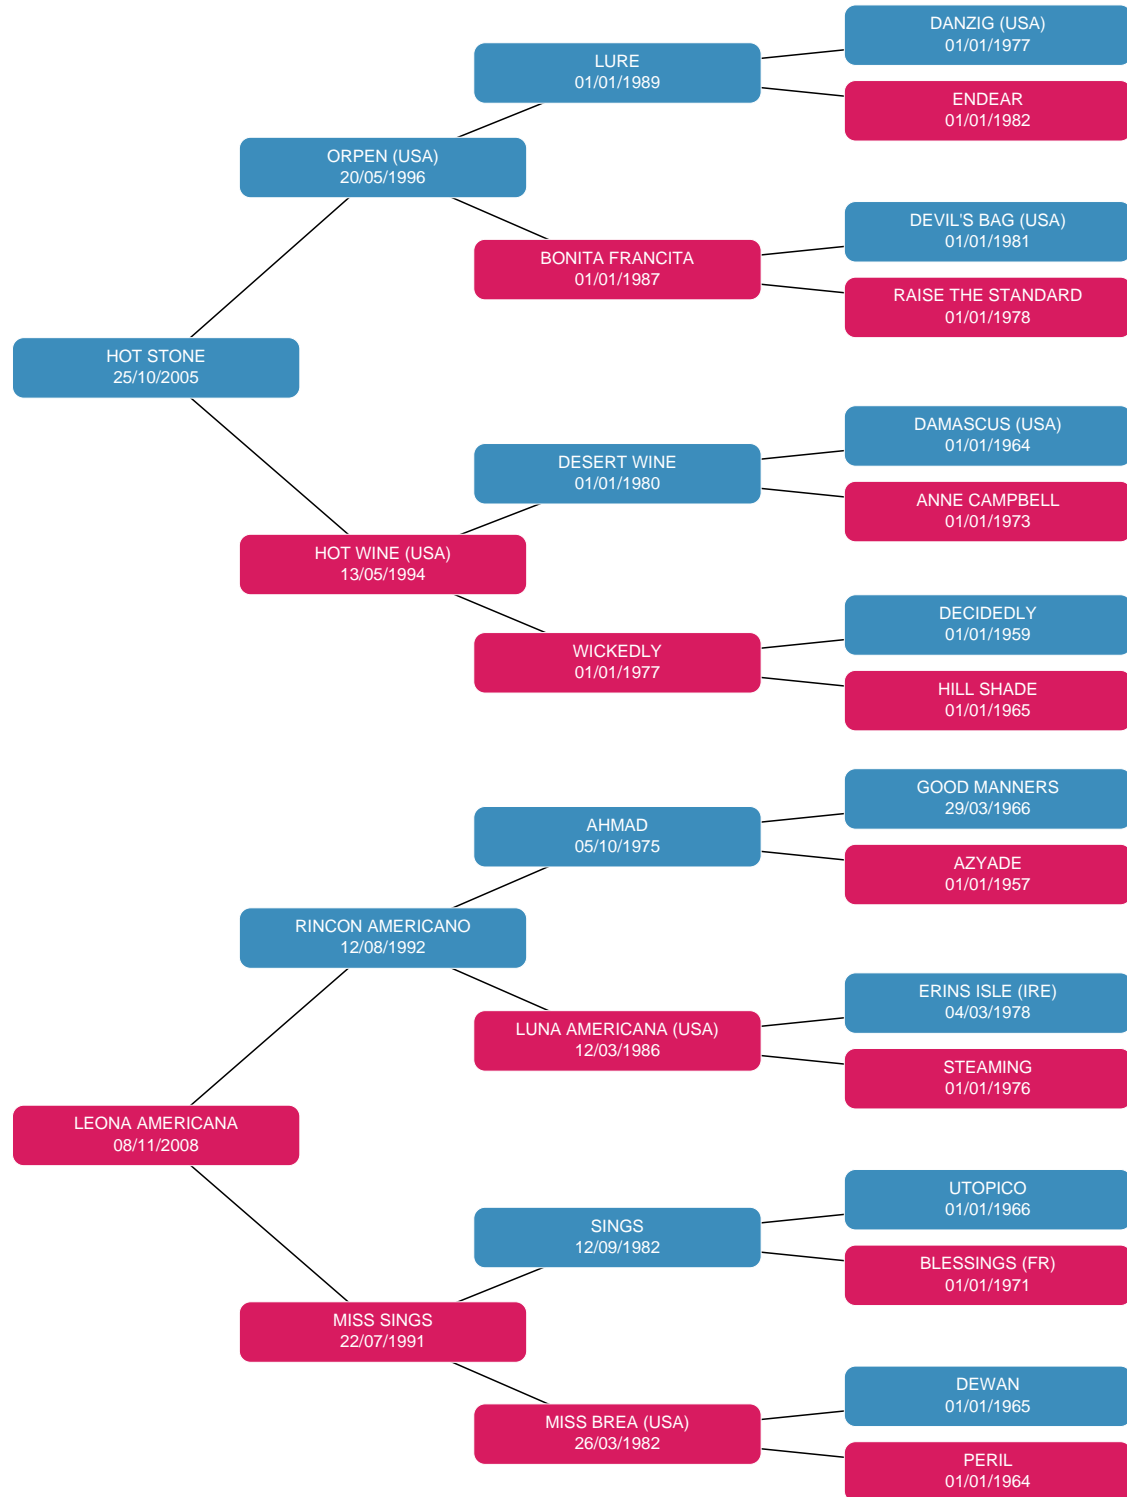 DANZIG (USA)
01/01/1977
LURE
01/01/1989
ENDEAR
01/01/1982
ORPEN (USA)
20/05/1996
DEVIL'S BAG (USA)
01/01/1981
BONITA FRANCITA
01/01/1987
RAISE THE STANDARD
01/01/1978
HOT STONE
25/10/2005
DAMASCUS (USA)
01/01/1964
DESERT WINE
01/01/1980
ANNE CAMPBELL
01/01/1973
HOT WINE (USA)
13/05/1994
DECIDEDLY
01/01/1959
WICKEDLY
01/01/1977
HILL SHADE
01/01/1965
GOOD MANNERS
29/03/1966
AHMAD
05/10/1975
AZYADE
01/01/1957
RINCON AMERICANO
12/08/1992
ERINS ISLE (IRE)
04/03/1978
LUNA AMERICANA (USA)
12/03/1986
STEAMING
01/01/1976
LEONA AMERICANA
08/11/2008
UTOPICO
01/01/1966
SINGS
12/09/1982
BLESSINGS (FR)
01/01/1971
MISS SINGS
22/07/1991
DEWAN
01/01/1965
MISS BREA (USA)
26/03/1982
PERIL
01/01/1964